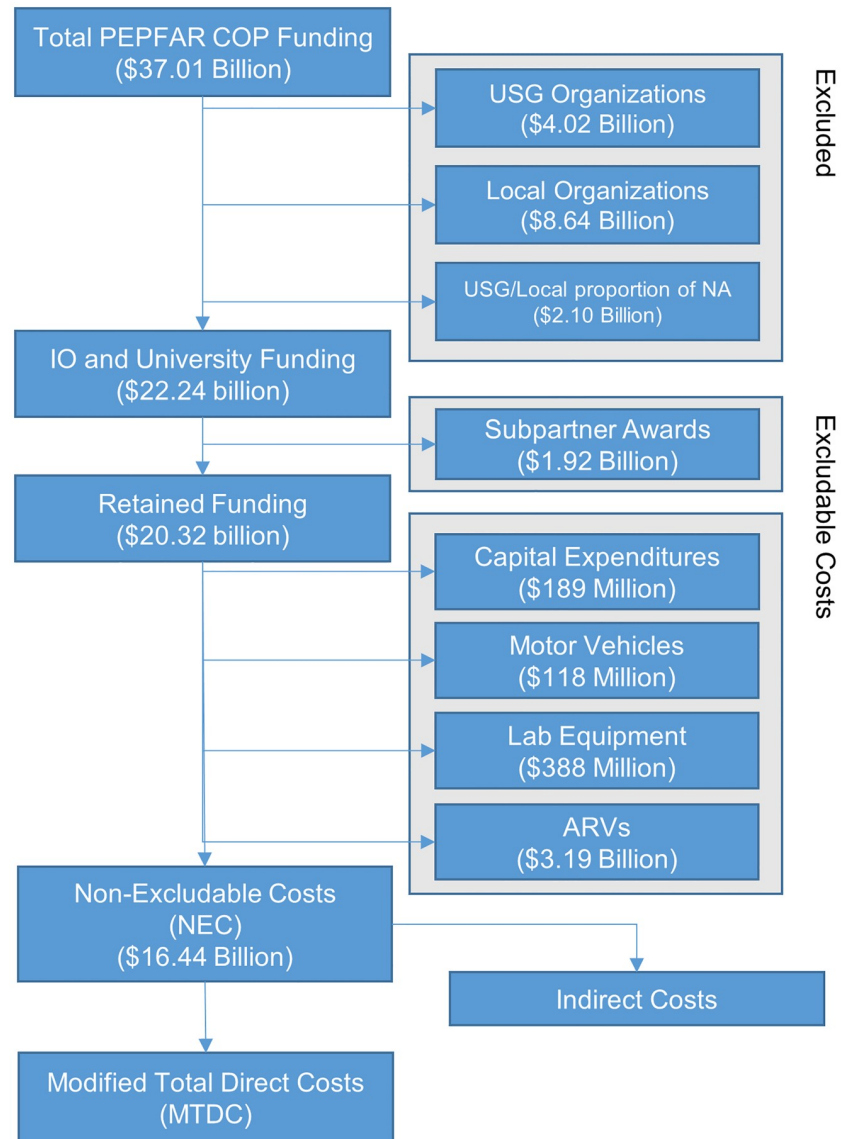 Total PEPFAR COP Funding
($37.01 Billion)
Excluded
USG Organizations
($4.02 Billion)
Local Organizations
($8.64 Billion)
USG/Local proportion of NA
($2.10 Billion)
IO and University Funding
($22.24 billion)
Excludable Costs
Subpartner Awards
($1.92 Billion)
Retained Funding
($20.32 billion)
Capital Expenditures
($189 Million)
Motor Vehicles
($118 Million)
Lab Equipment
($388 Million)
ARVs
($3.19 Billion)
Non-Excludable Costs
(NEC)
($16.44 Billion)
Indirect Costs
Modified Total Direct Costs
(MTDC)